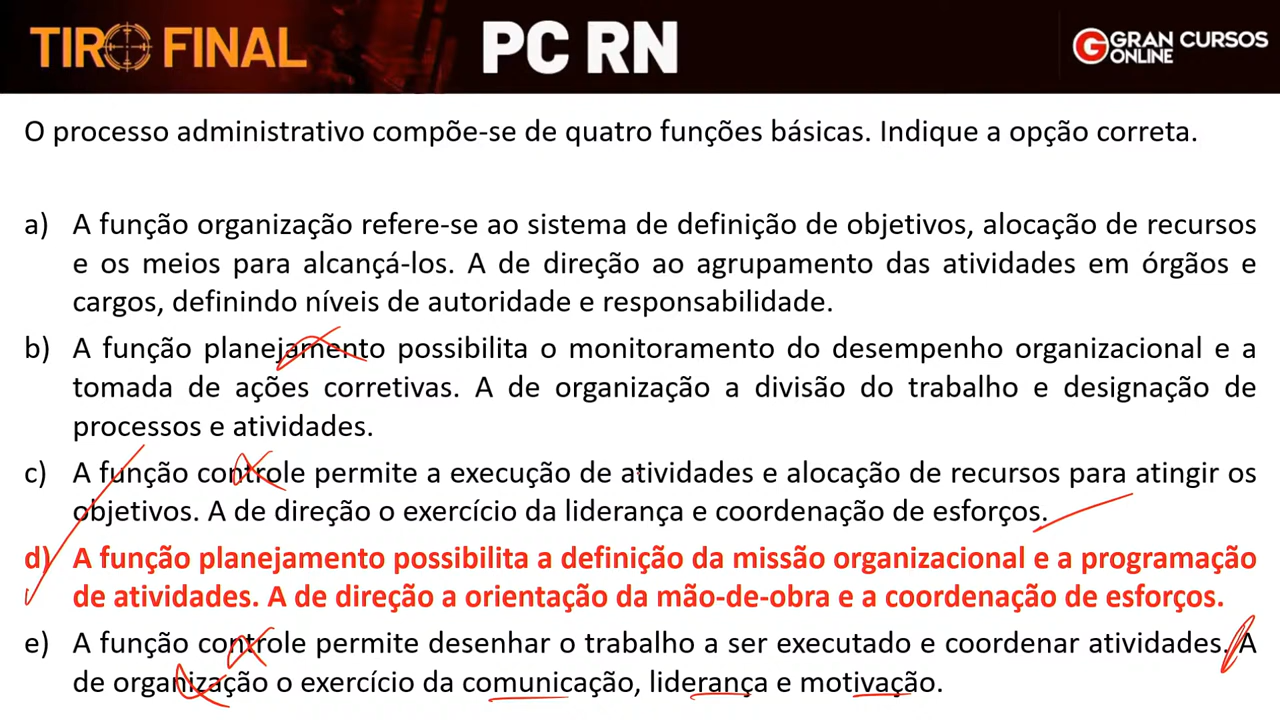 TIRO FINAL
PC RN
GRAN CURSOS
ONLINE
O processo administrativo compõe-se de quatro funções básicas. Indique a opção correta.
a) A função organização refere-se ao sistema de definição de objetivos, alocação de recursos
e os meios para alcançá-los. A de direção ao agrupamento das atividades em órgãos e
cargos, definindo níveis de autoridade e responsabilidade.
b) A função planejamento possibilita o monitoramento do desempenho organizacional e a
tomada de ações corretivas. A de organização a divisão do trabalho e designação de
processos e atividades.
c) A função controle permite a execução de atividades e alocação de recursos para atingir os
objetivos. A de direção o exercício da liderança e coordenação de esforços.
d) A função planejamento possibilita a definição da missão organizacional e a programação
de atividades. A de direção a orientação da mão-de-obra e a coordenação de esforços.
e) A função controle permite desenhar o trabalho a ser executado e coordenar atividades. A
de organização o exercício da comunicação, liderança e motivação.